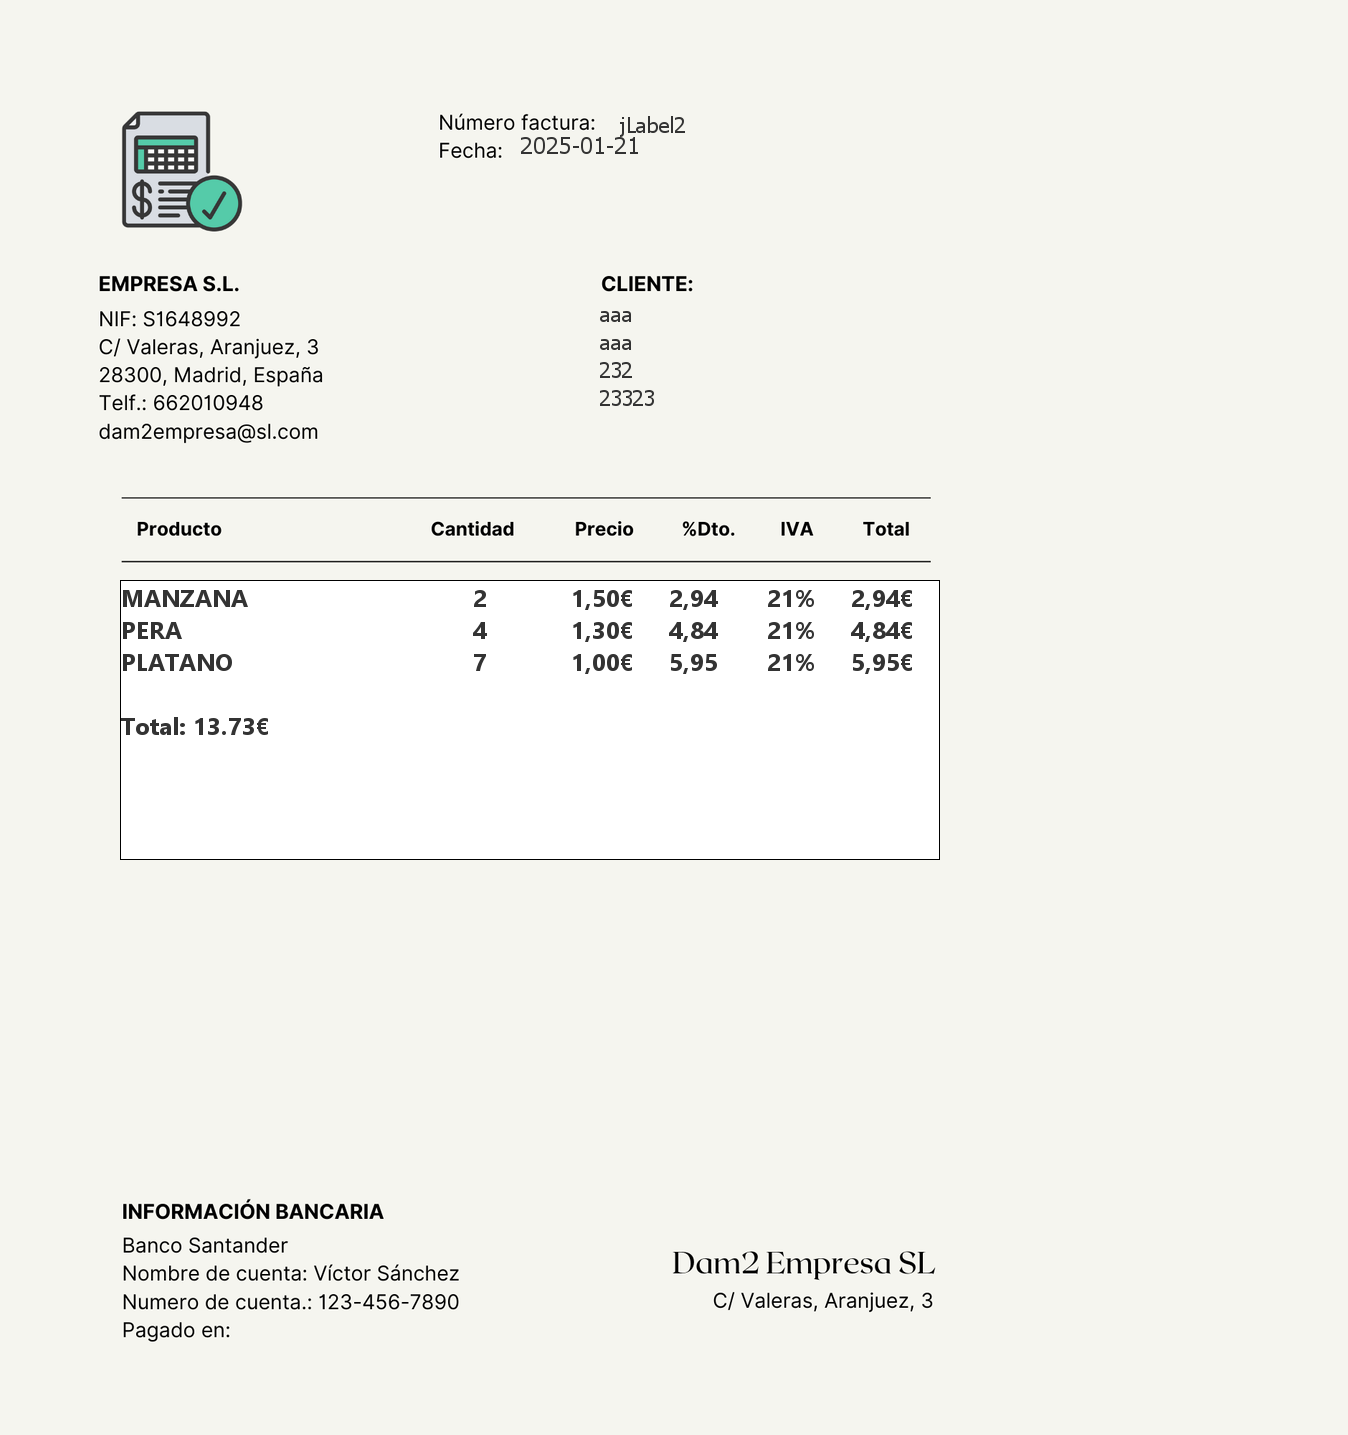 Número factura: jLabel2
Fecha: 2025-01-21
EMPRESA S.L.
NIF: S1648992
C/ Valeras, Aranjuez, 3
28300, Madrid, España
Telf.: 662010948
dam2empresa@sl.com
CLIENTE:
aaa
aaa
232
23323
Producto Cantidad Precio %Dto. IVA Total
MANZANA 2 1,50€ 2,94 21% 2,94€
PERA 4 1,30€ 4,84 21% 4,84€
PLATANO 7 1,00€ 5,95 21% 5,95€
Total: 13.73€
INFORMACIÓN BANCARIA
Banco Santander
Nombre de cuenta: Víctor Sánchez
Numero de cuenta.: 123-456-7890
Pagado en:
Dam2 Empresa SL
C/ Valeras, Aranjuez, 3